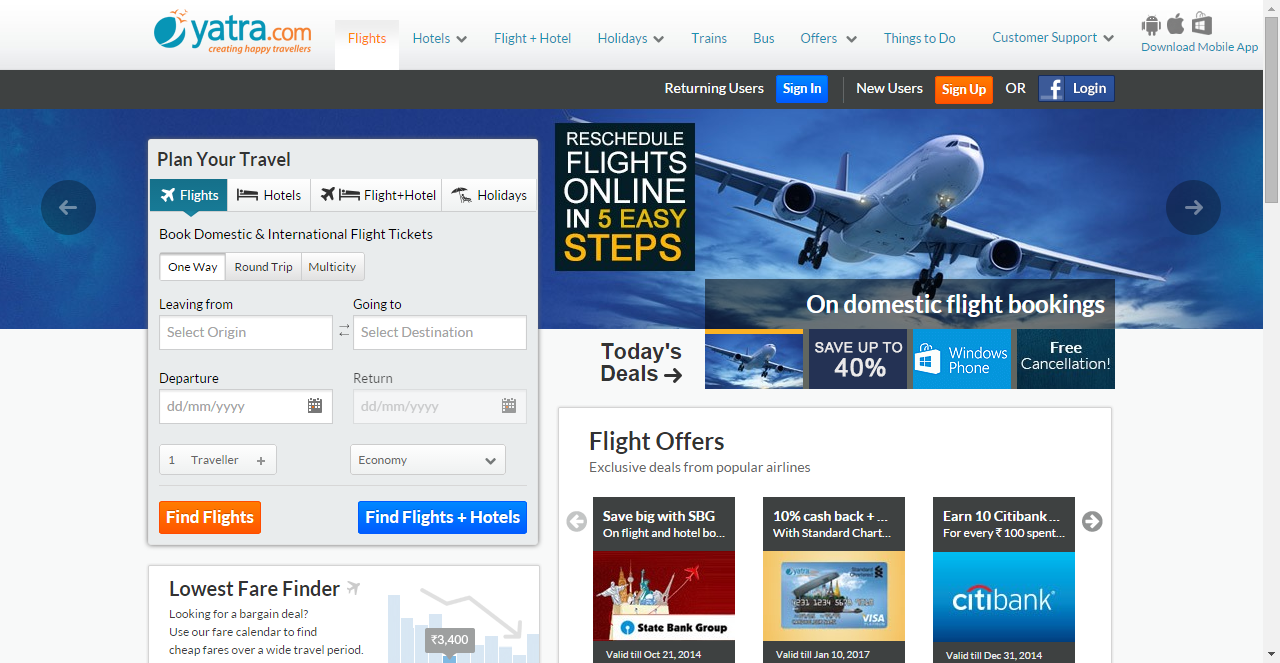 yatra.com
creating happy travellers
Flights
Hotels
Flight + Hotel
Holidays
Trains
Bus
Offers
Things to Do
Customer Support
Download Mobile App
Returning Users
Sign In
New Users
Sign Up
OR
f Login
Plan Your Travel
Flights
Hotels
Flight+Hotel
Holidays
Book Domestic & International Flight Tickets
One Way
Round Trip
Multicity
Leaving from
Going to
Select Origin
Select Destination
Departure
Return
dd/mm/yyyy
dd/mm/yyyy
1 Traveller +
Economy
Find Flights
Find Flights + Hotels
RESCHEDULE
FLIGHTS
ONLINE
IN 5 EASY
STEPS
On domestic flight bookings
Today's
Deals
SAVE UP TO
40%
Windows
Phone
Free
Cancellation!
Flight Offers
Exclusive deals from popular airlines
Save big with SBG
On flight and hotel bo...
State Bank Group
Valid till Oct 21, 2014
10% cash back + ...
With Standard Chart...
yatra.com
Standard
Chartered
VISA
Valid till Jan 10, 2017
Earn 10 Citibank ...
For every ₹ 100 spent...
citibank
Valid till Dec 31, 2014
Lowest Fare Finder
Looking for a bargain deal?
Use our fare calendar to find
cheap fares over a wide travel period.
₹3,400